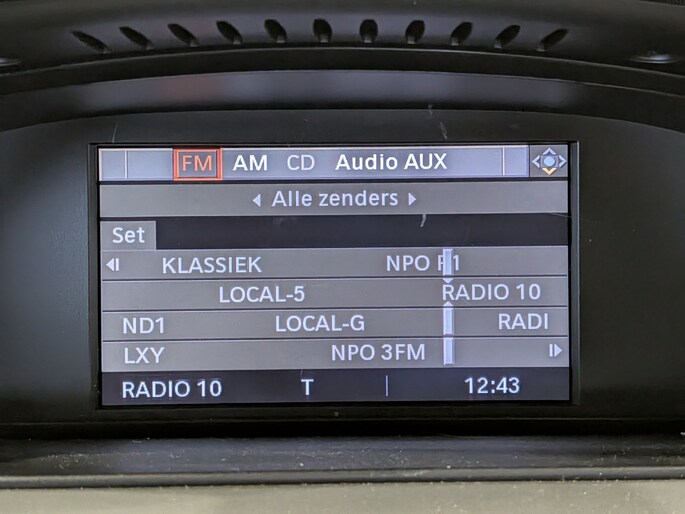 FM AM CD Audio AUX
Alle zenders
Set
KLASSIEK NPO R1
LOCAL-5 RADIO 10
ND1 LOCAL-G RADI
LXY NPO 3FM
RADIO 10 T 12:43